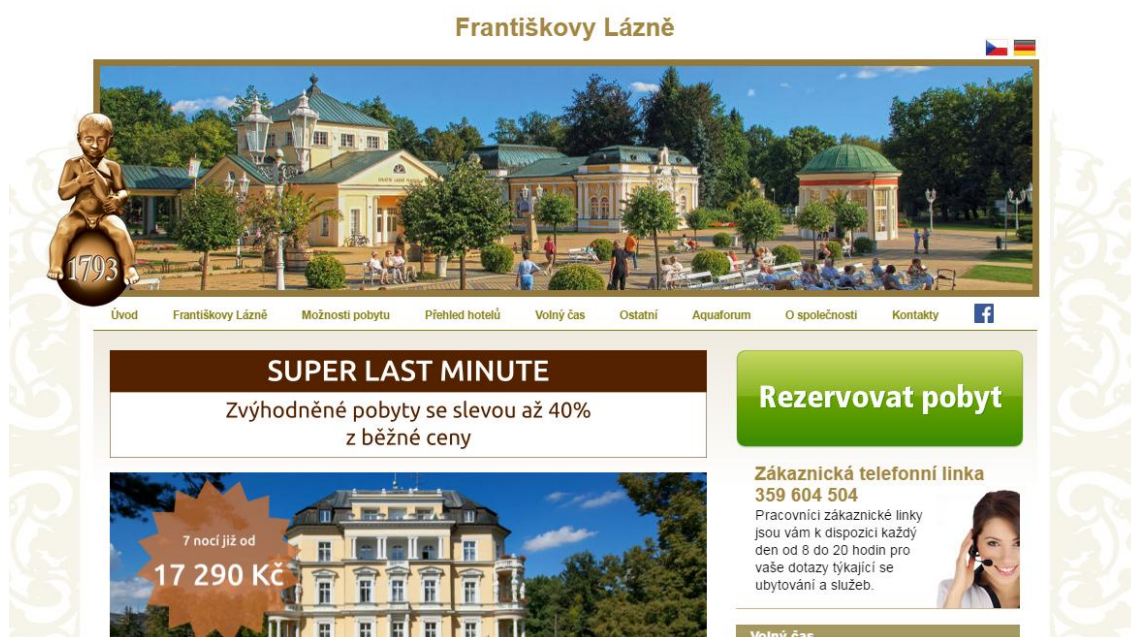 Františkovy Lázně
1793
Úvod Františkovy Lázně Možnosti pobytu Přehled hotelů Volný čas Ostatní Aquaforum O společnosti Kontakty f
SUPER LAST MINUTE
Zvýhodněné pobyty se slevou až 40%
z běžné ceny
Rezervovat pobyt
7 nocí již od
17 290 Kč
Zákaznická telefonní linka
359 604 504
Pracovníci zákaznické linky
jsou vám k dispozici každý
den od 8 do 20 hodin pro
vaše dotazy týkající se
ubytování a služeb.
Volný čas